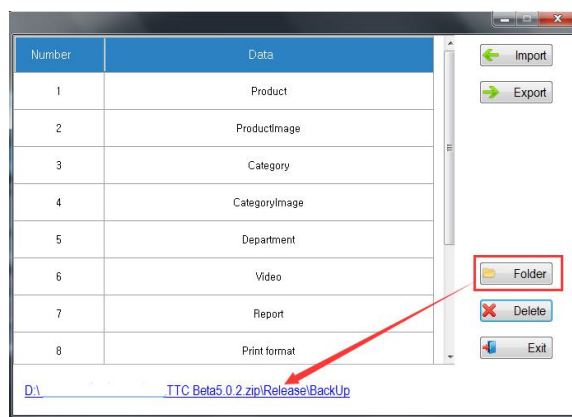 Number Data
1 Product
2 ProductImage
3 Category
4 CategoryImage
5 Department
6 Video
7 Report
8 Print format
Import
Export
Folder
Delete
Exit
D:\ TTC Beta5.0.2.zip\Release\BackUp